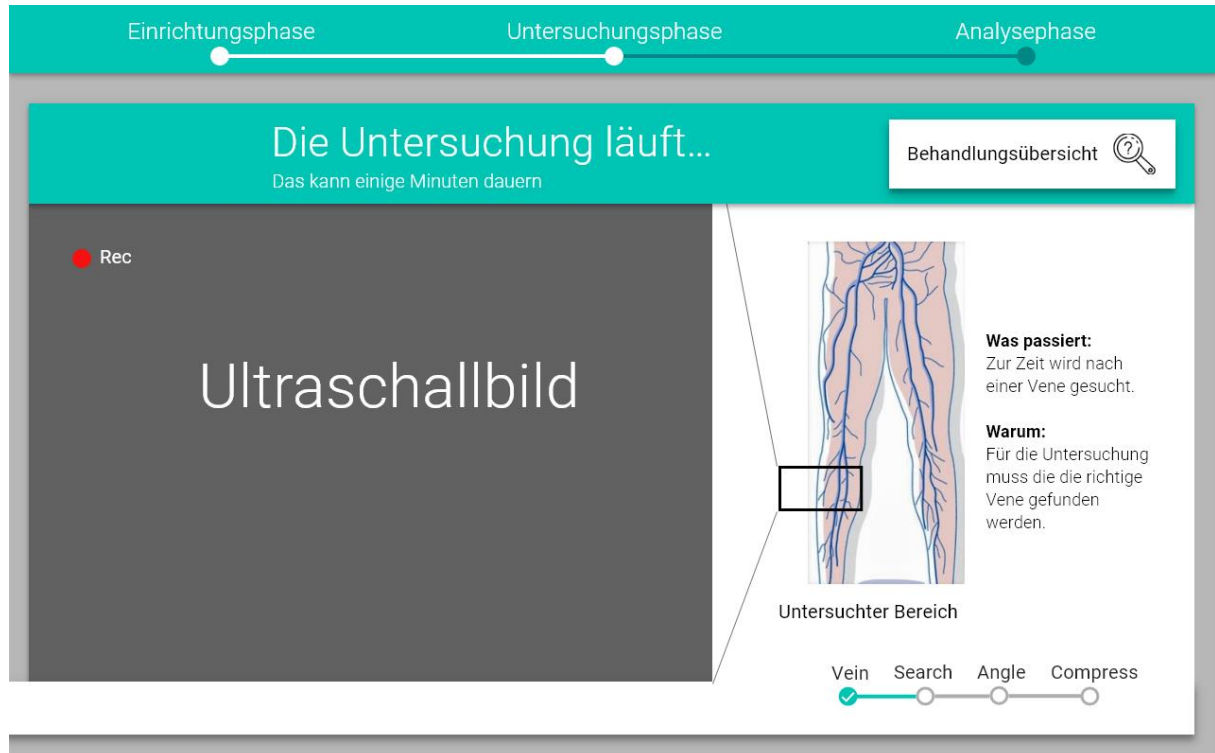 Einrichtungsphase Untersuchungsphase Analysephase
Die Untersuchung läuft...
Das kann einige Minuten dauern
Behandlungsübersicht
?
Rec
Ultraschallbild
Was passiert:
Zur Zeit wird nach
einer Vene gesucht.
Warum:
Für die Untersuchung
muss die die richtige
Vene gefunden
werden.
Untersuchter Bereich
Vein Search Angle Compress